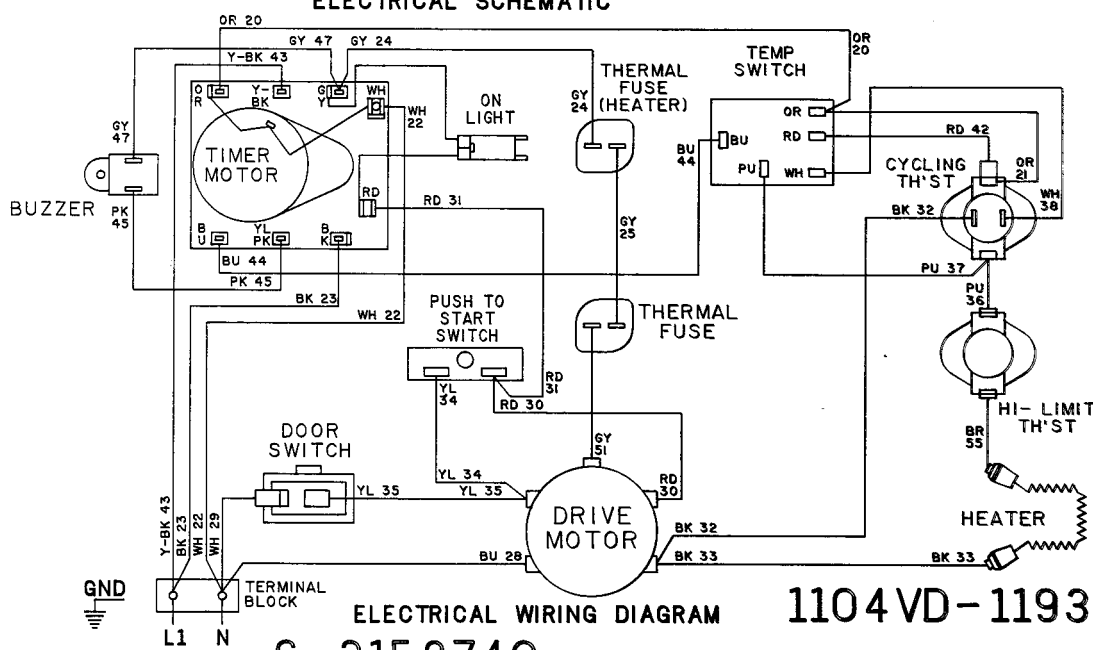 ELECTRICAL SCHEMATIC
OR 20
GY 47
GY 24
Y-BK 43
OR
20
TEMP
SWITCH
THERMAL
FUSE
(HEATER)
GY
24
O
R
Y-
BK
G
Y
WH
WH
22
ON
LIGHT
OR
RD
RD 42
BU
BU
44
PU
WH
CYCLING
TH'ST
OR
21
GY
47
TIMER
MOTOR
BUZZER
PK
45
RD
RD 31
GY
25
BK 32
WH
38
B
U
YL
PK
B
K
BU 44
PK 45
PU 37
BK 23
WH 22
PUSH TO
START
SWITCH
THERMAL
FUSE
PU
36
YL
34
RD 30
RD
31
HI- LIMIT
TH'ST
BR
55
DOOR
SWITCH
GY
51
YL 34
YL 35
YL 35
RD
30
Y-BK 43
BK 23
WH 22
WH 29
DRIVE
MOTOR
HEATER
BK 32
BU 28
BK 33
BK 33
GND
TERMINAL
BLOCK
ELECTRICAL WIRING DIAGRAM
1104VD-1193
L1
N